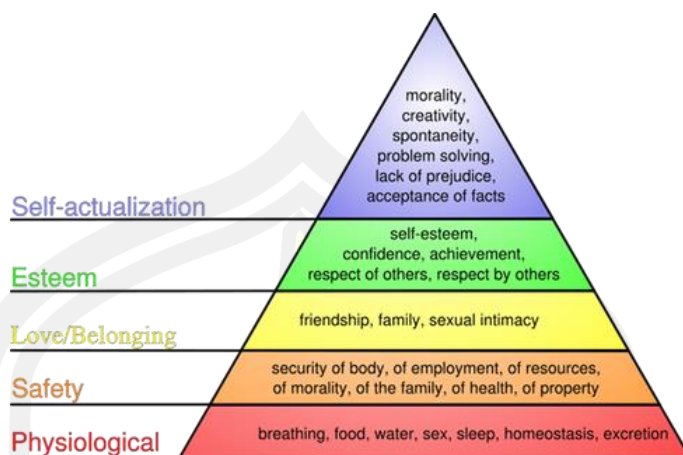 morality,
creativity,
spontaneity,
problem solving,
lack of prejudice,
acceptance of facts
Self-actualization
self-esteem,
confidence, achievement,
respect of others, respect by others
Esteem
friendship, family, sexual intimacy
Love/Belonging
security of body, of employment, of resources,
of morality, of the family, of health, of property
Safety
breathing, food, water, sex, sleep, homeostasis, excretion
Physiological